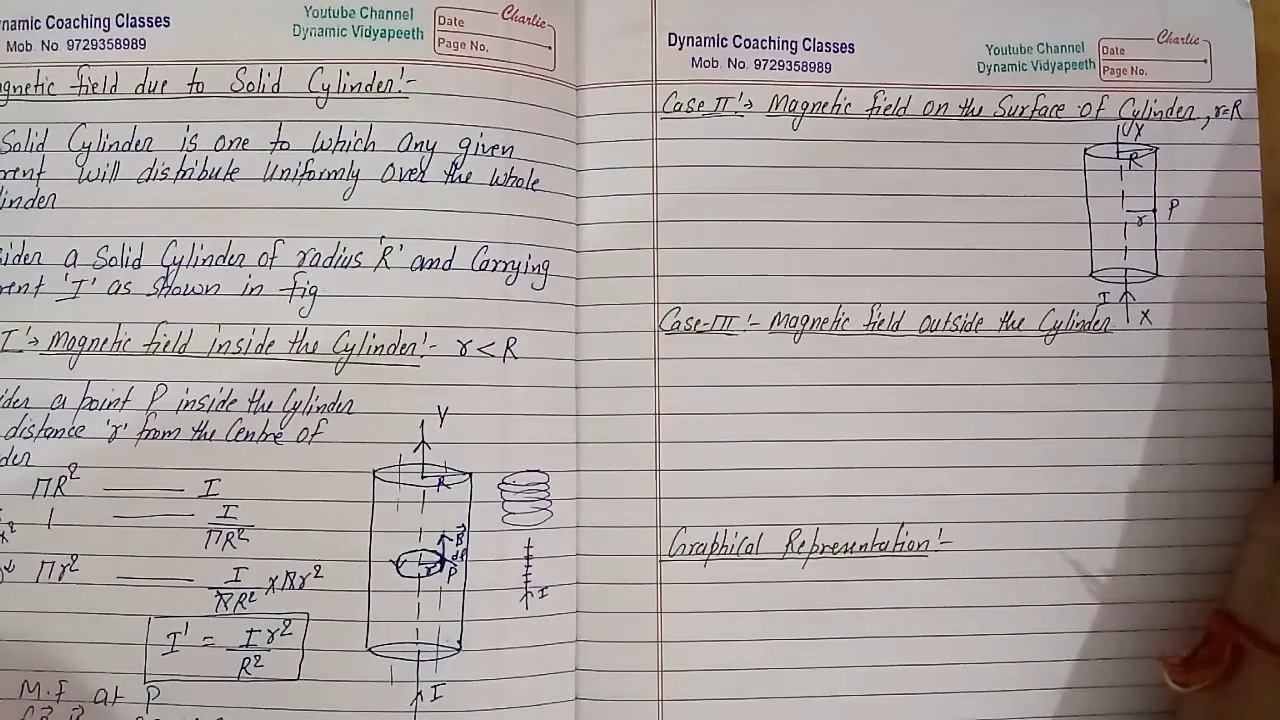 namic Coaching Classes
Mob. No. 9729358989
Youtube Channel
Dynamic Vidyapeeth
Date
Page No.
Charlie
gnetic field due to Solid Cylinder!-
Solid Cylinder is one to which any given
rent will distribute Uniformly over the whole
linder
sider a Solid Cylinder of radius 'R' and Carrying
rent 'I' as shown in fig
I'→ Magnetic field inside the Cylinder!- r < R
ider a point P inside the Cylinder
distance 'r' from the Centre of
der
πR² —— I
1 —— I/πR²
πr² —— I/πR² × πr²
I' = Ir²/R²
M.F at P
Y
R
B
dl
r
P
I
I
Dynamic Coaching Classes
Mob. No. 9729358989
Youtube Channel
Dynamic Vidyapeeth
Date
Page No.
Charlie
Case II'→ Magnetic field on the Surface of Cylinder, r=R
X
R
P
r
I
X
Case-III'- Magnetic field outside the Cylinder
Graphical Representation!-